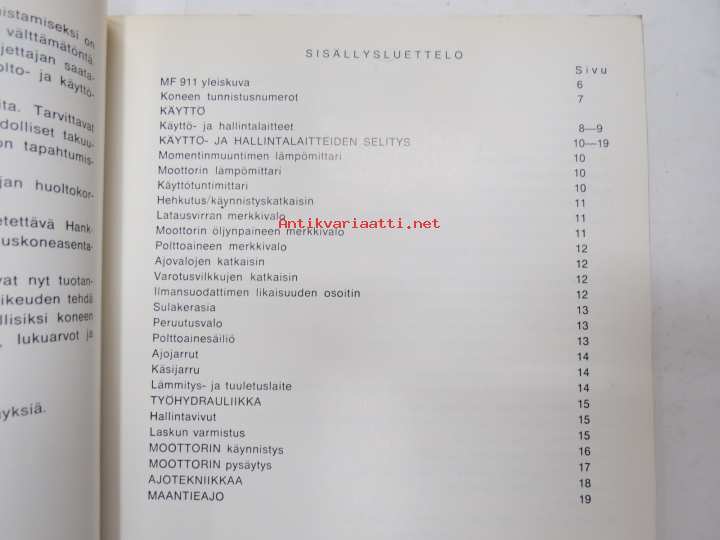 istamiseksi on
välttämätöntä.
jettajan saata-
olto- ja käyttö-
ita. Tarvittavat
dolliset takuu-
on tapahtumis-
jan huoltokor-
etettävä Hank-
uskoneasenta-
vat nyt tuotan-
ikeuden tehdä
llisiksi koneen
lukuarvot ja
yksiä.
SISÄLLYSLUETTELO
Sivu
MF 911 yleiskuva 6
Koneen tunnistusnumerot 7
KÄYTTÖ
Käyttö- ja hallintalaitteet 8—9
KÄYTTÖ- JA HALLINTALAITTEIDEN SELITYS 10—19
Momentinmuuntimen lämpömittari 10
Moottorin lämpömittari 10
Käyttötuntimittari 10
Hehkutus/käynnistyskatkaisin 11
Latausvirran merkkivalo 11
Antikvariaatti.net
Moottorin öljynpaineen merkkivalo 11
Polttoaineen merkkivalo 12
Ajovalojen katkaisin 12
Varotusvilkkujen katkaisin 12
Ilmansuodattimen likaisuuden osoitin 12
Sulakerasia 13
Peruutusvalo 13
Polttoainesäiliö 13
Ajojarrut 14
Käsijarru 14
Lämmitys- ja tuuletuslaite 14
TYÖHYDRAULIIKKA 15
Hallintavivut 15
Laskun varmistus 15
MOOTTORIN käynnistys 16
MOOTTORIN pysäytys 17
AJOTEKNIIKKAA 18
MAANTIEAJO 19